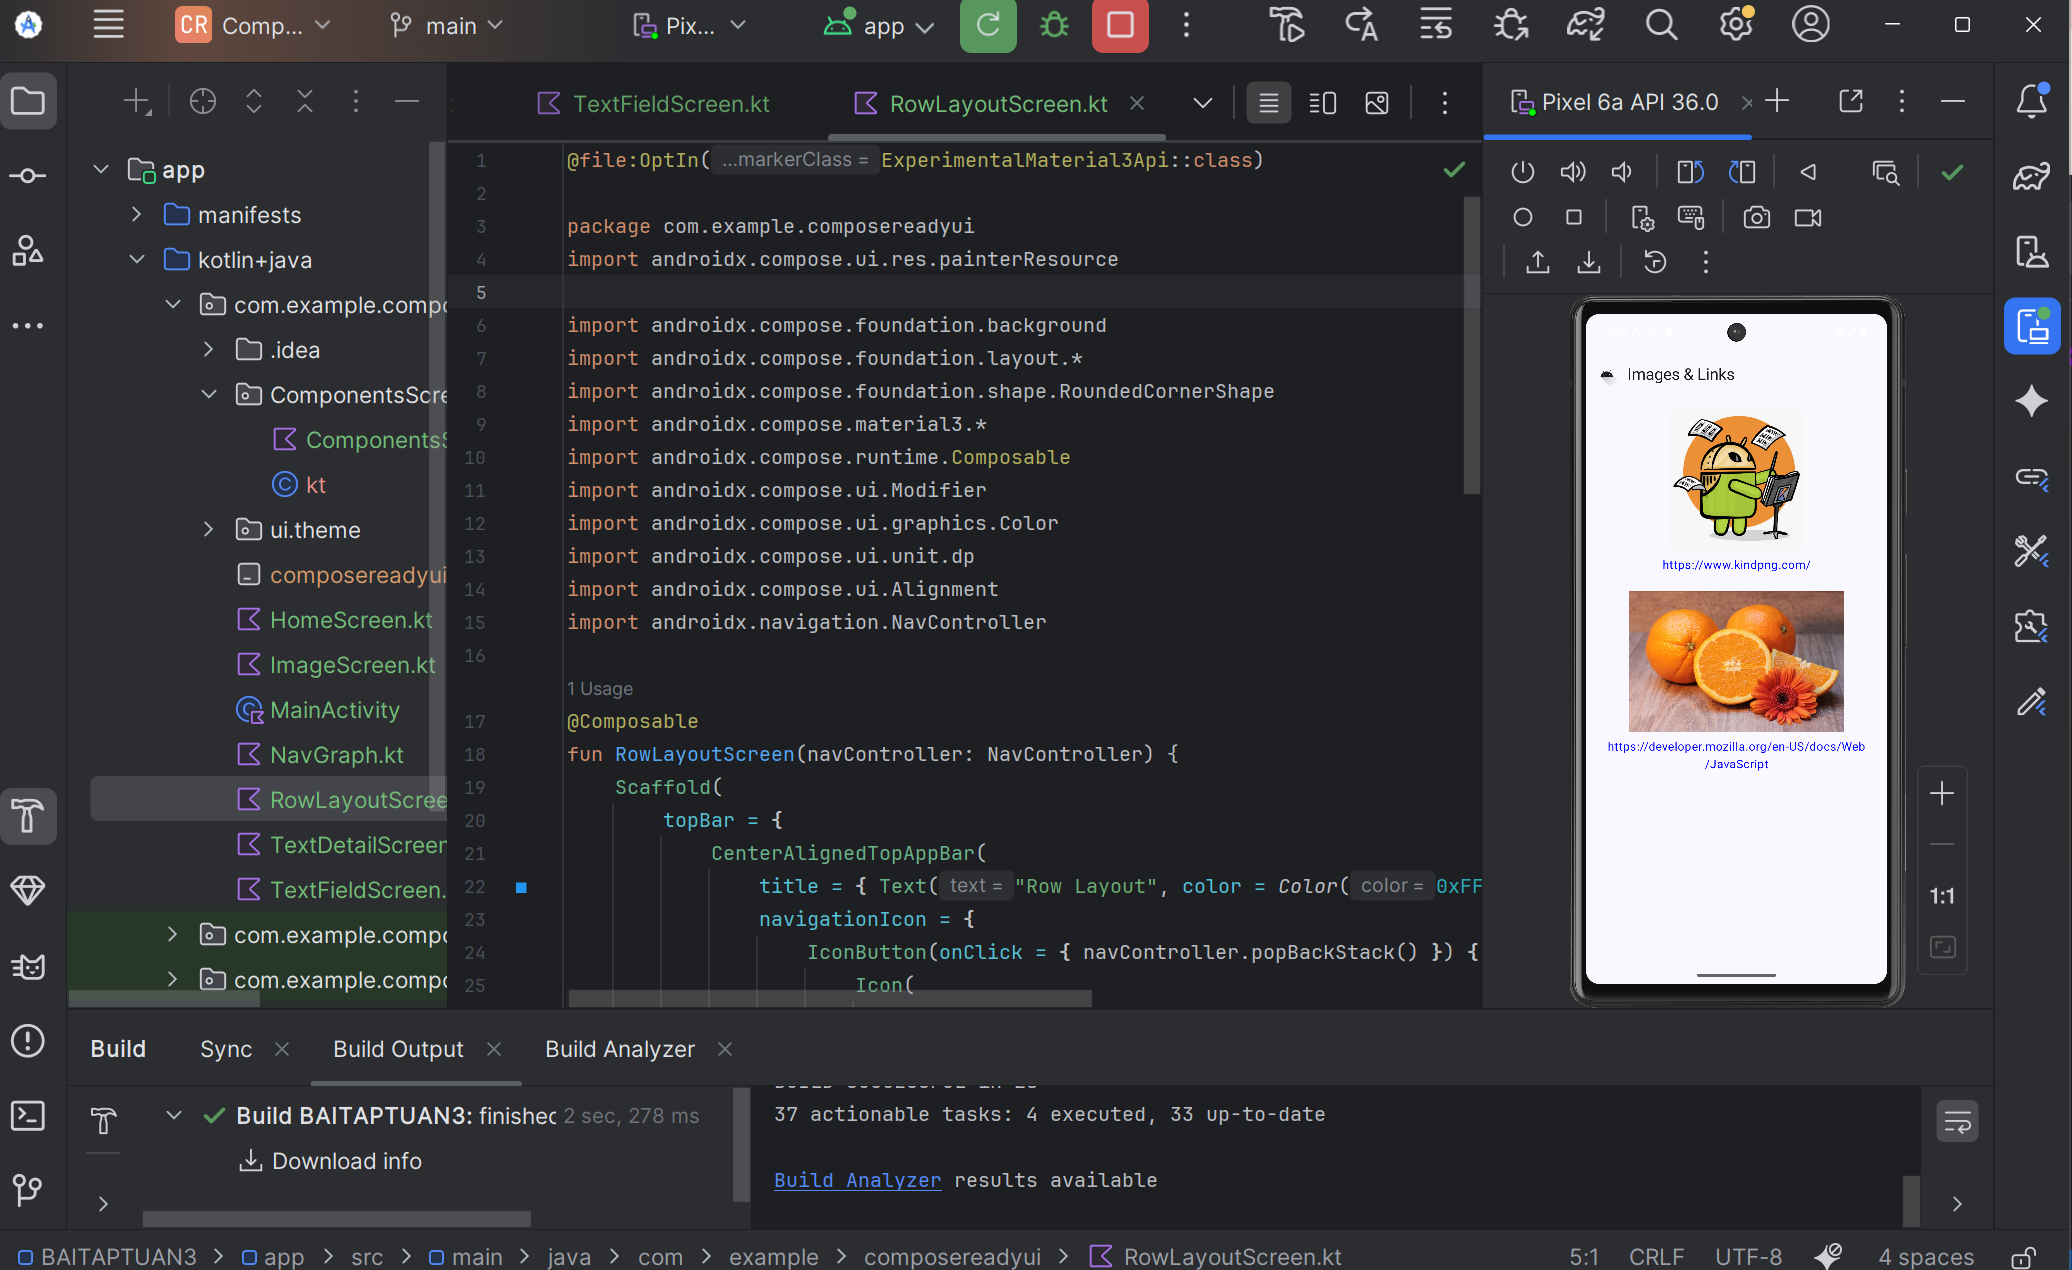 CR Comp... main Pix... app
TextFieldScreen.kt RowLayoutScreen.kt Pixel 6a API 36.0
app
manifests
kotlin+java
com.example.compo
.idea
ComponentsScre
ComponentsS
kt
ui.theme
composereadyui
HomeScreen.kt
ImageScreen.kt
MainActivity
NavGraph.kt
RowLayoutScree
TextDetailScreen
TextFieldScreen.
com.example.compo
com.example.compo
1 @file:OptIn( ...markerClass = ExperimentalMaterial3Api::class)
2
3 package com.example.composereadyui
4 import androidx.compose.ui.res.painterResource
5
6 import androidx.compose.foundation.background
7 import androidx.compose.foundation.layout.*
8 import androidx.compose.foundation.shape.RoundedCornerShape
9 import androidx.compose.material3.*
10 import androidx.compose.runtime.Composable
11 import androidx.compose.ui.Modifier
12 import androidx.compose.ui.graphics.Color
13 import androidx.compose.ui.unit.dp
14 import androidx.compose.ui.Alignment
15 import androidx.navigation.NavController
16
1 Usage
17 @Composable
18 fun RowLayoutScreen(navController: NavController) {
19 Scaffold(
20 topBar = {
21 CenterAlignedTopAppBar(
22 title = { Text( text = "Row Layout", color = Color( color = 0xFF
23 navigationIcon = {
24 IconButton(onClick = { navController.popBackStack() }) {
25 Icon(
Images & Links
https://www.kindpng.com/
https://developer.mozilla.org/en-US/docs/Web
/JavaScript
1:1
Build Sync Build Output Build Analyzer
Build BAITAPTUAN3: finished 2 sec, 278 ms
Download info
37 actionable tasks: 4 executed, 33 up-to-date
Build Analyzer results available
BAITAPTUAN3 > app > src > main > java > com > example > composereadyui > RowLayoutScreen.kt 5:1 CRLF UTF-8 4 spaces